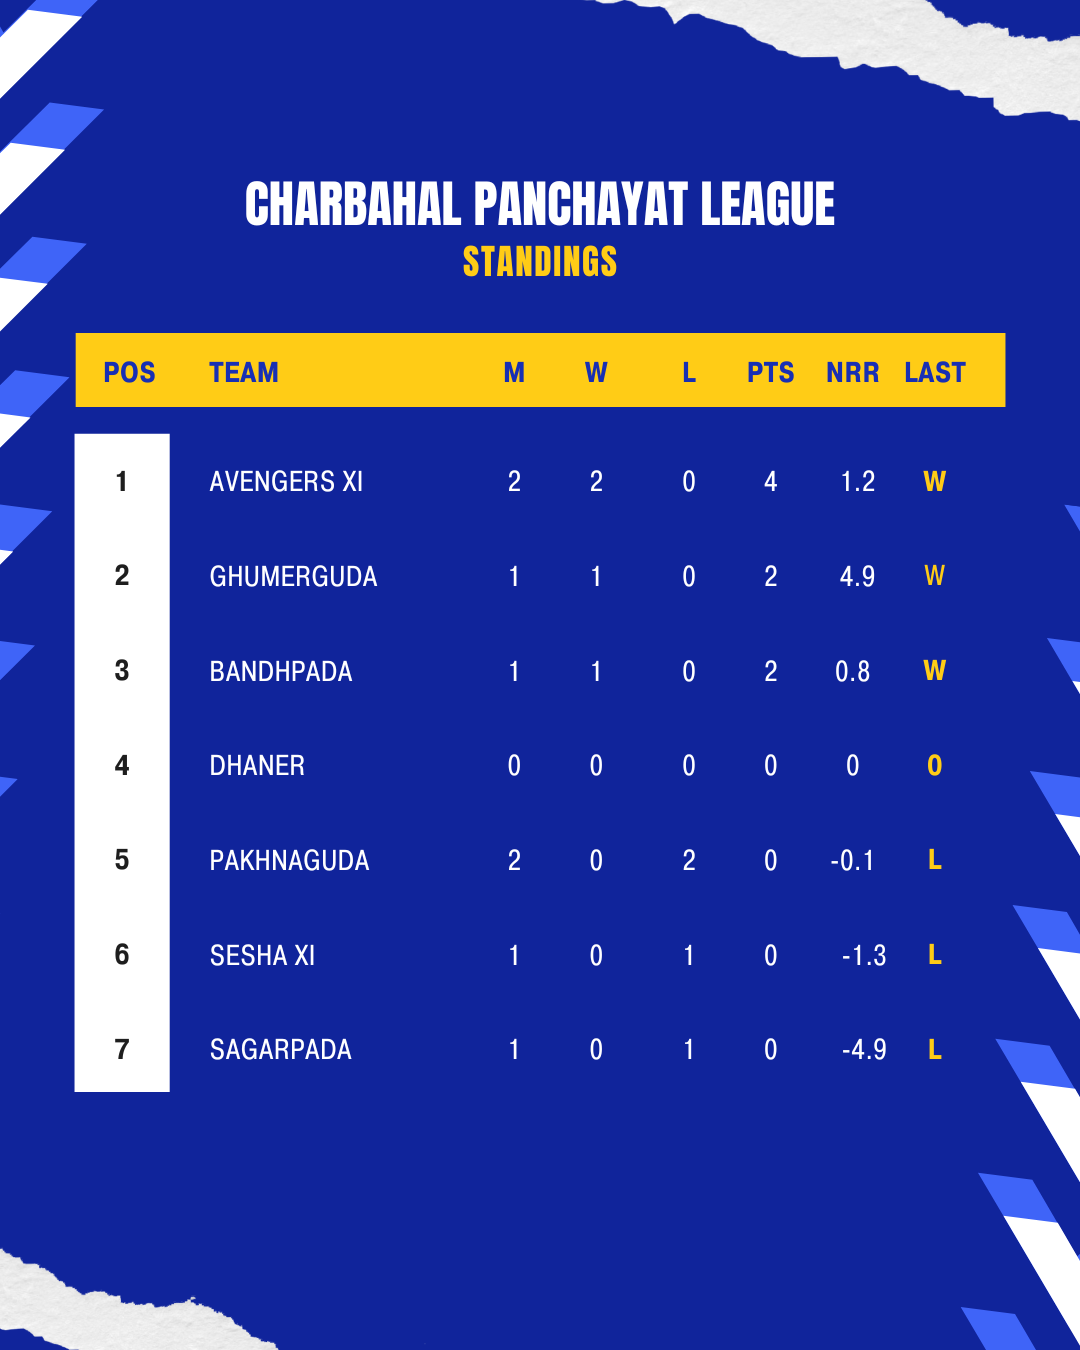 CHARBAHAL PANCHAYAT LEAGUE
STANDINGS
POS TEAM M W L PTS NRR LAST
1 AVENGERS XI 2 2 0 4 1.2 W
2 GHUMERGUDA 1 1 0 2 4.9 W
3 BANDHPADA 1 1 0 2 0.8 W
4 DHANER 0 0 0 0 0 0
5 PAKHNAGUDA 2 0 2 0 -0.1 L
6 SESHA XI 1 0 1 0 -1.3 L
7 SAGARPADA 1 0 1 0 -4.9 L